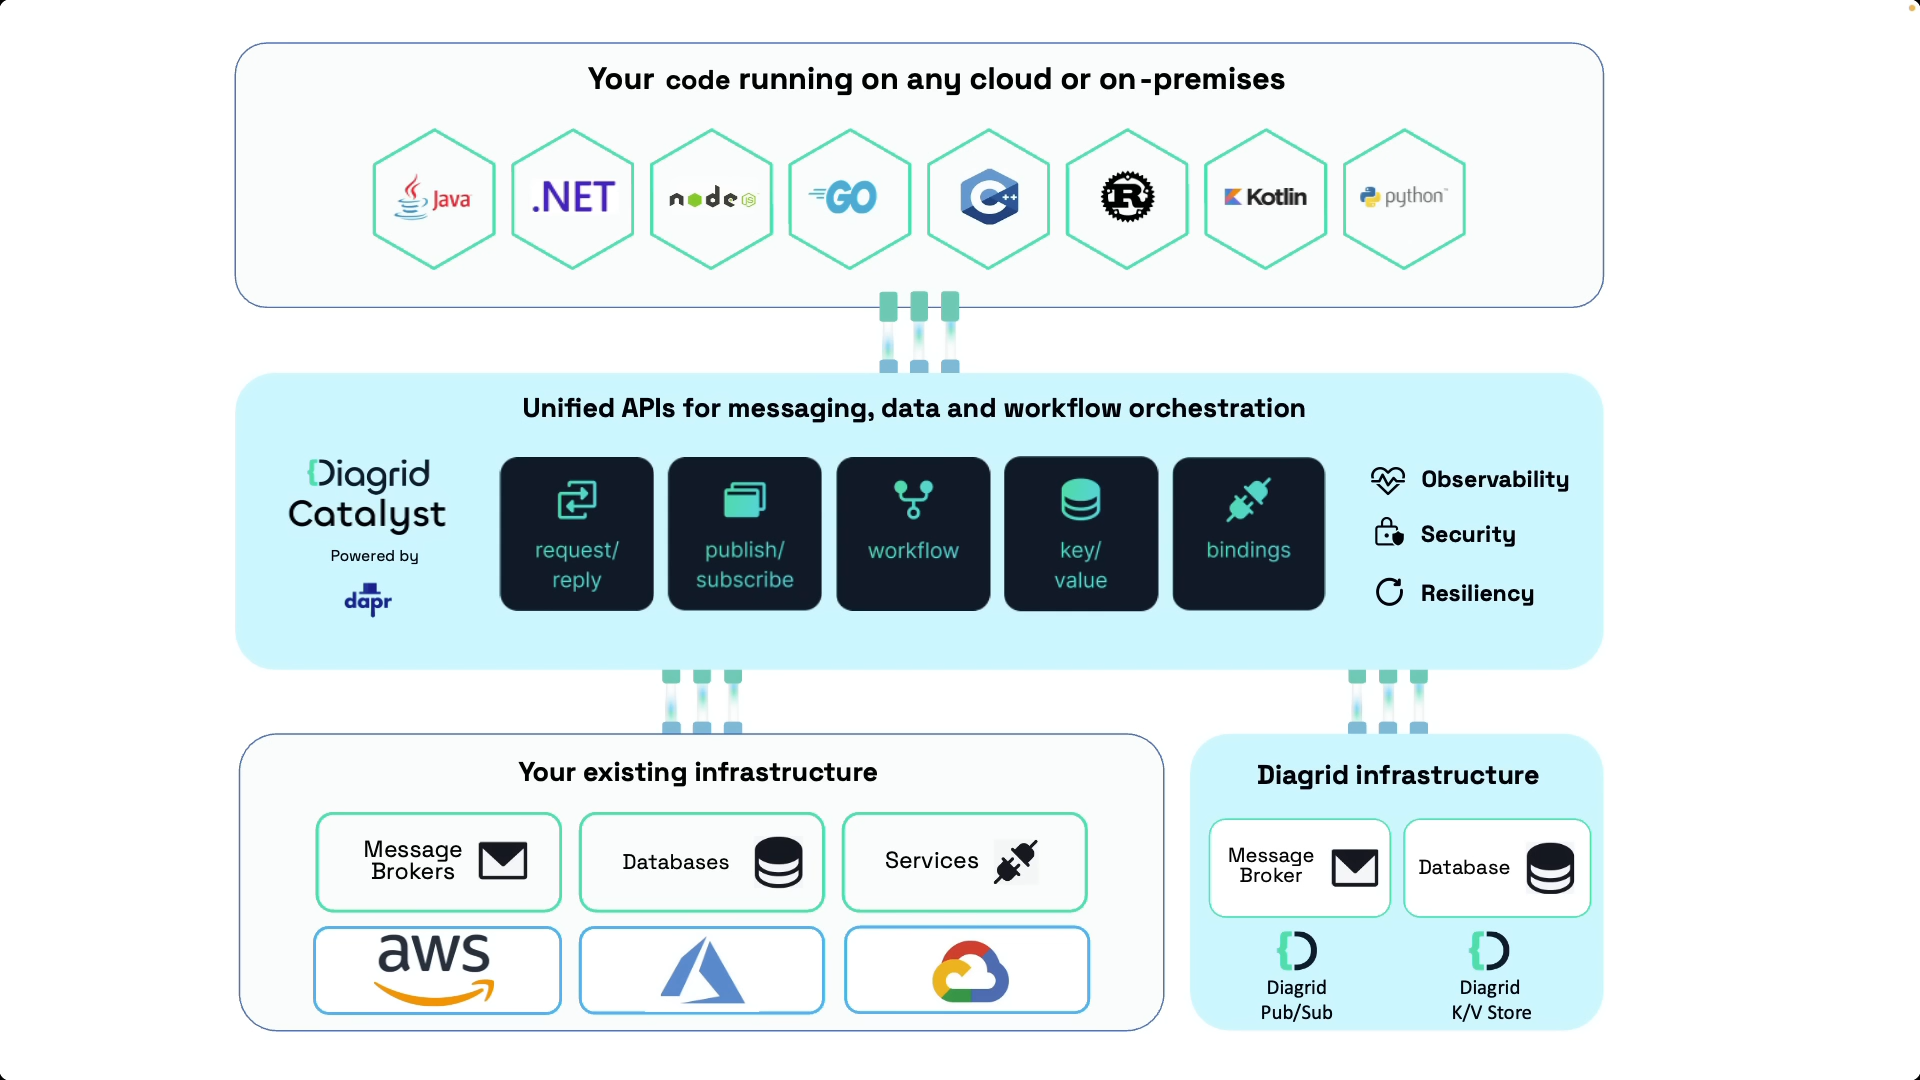 Your code running on any cloud or on-premises
Java
.NET
node JS
GO
C++
R
Kotlin
python™
Unified APIs for messaging, data and workflow orchestration
Diagrid
Catalyst
Powered by
dapr
request/
reply
publish/
subscribe
workflow
key/
value
bindings
Observability
Security
Resiliency
Your existing infrastructure
Message
Brokers
Databases
Services
aws
Diagrid infrastructure
Message
Broker
Database
Diagrid
Pub/Sub
Diagrid
K/V Store